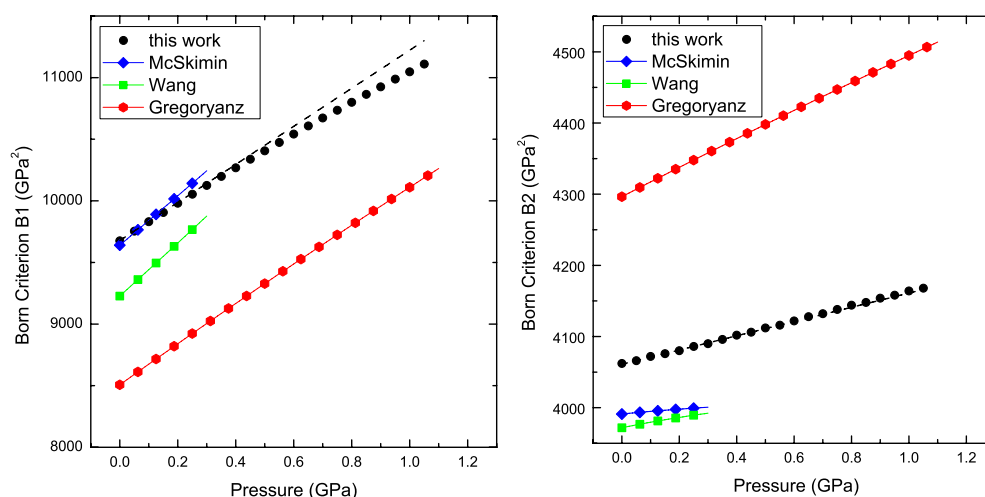 this work
McSkimin
Wang
Gregoryanz
11000
10000
9000
8000
Born Criterion B1 (GPa²)
0.0 0.2 0.4 0.6 0.8 1.0 1.2
Pressure (GPa)
this work
McSkimin
Wang
Gregoryanz
4500
4400
4300
4200
4100
4000
Born Criterion B2 (GPa²)
0.0 0.2 0.4 0.6 0.8 1.0 1.2
Pressure (GPa)